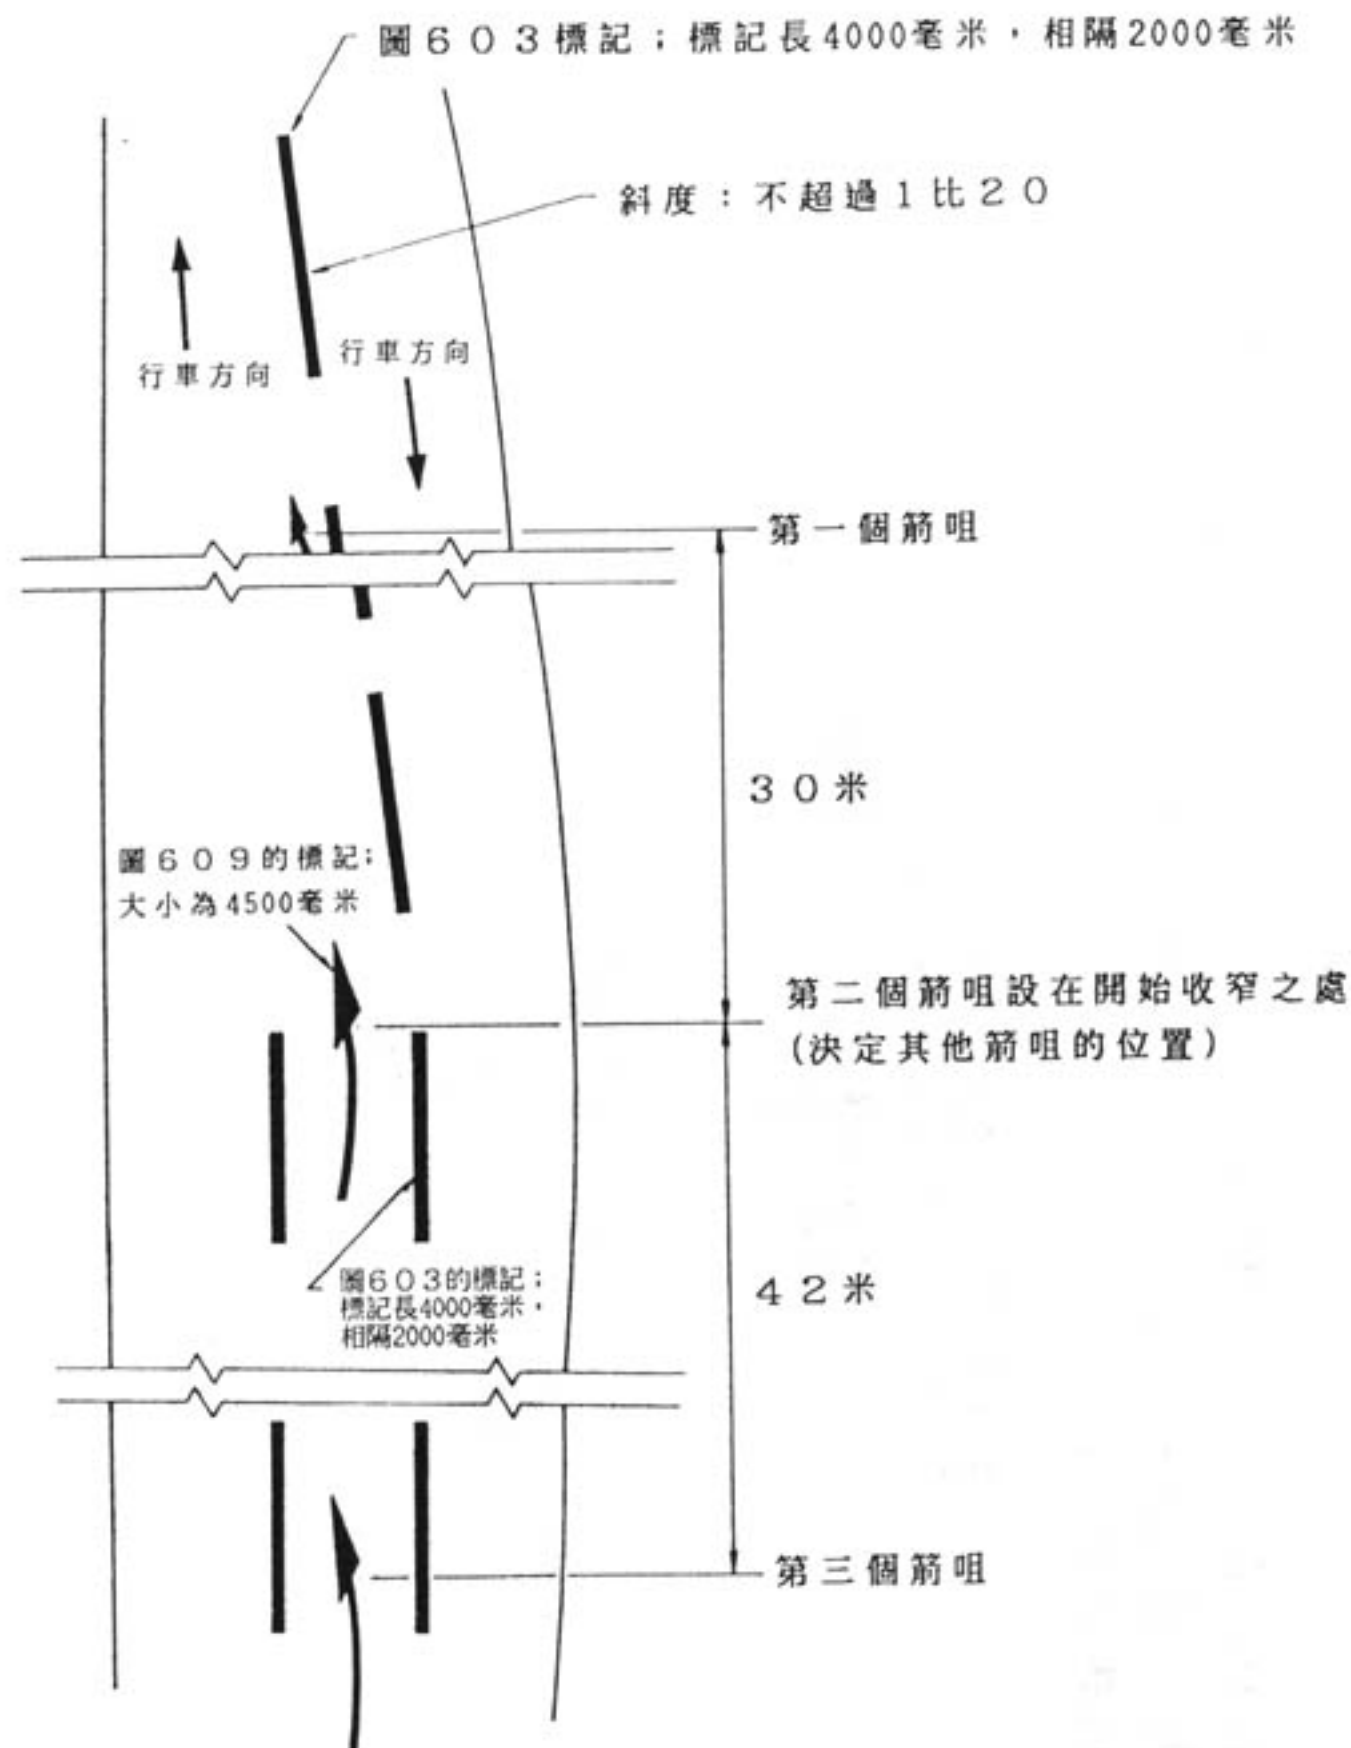 圖６０３標記；標記長4000毫米，相隔2000毫米
斜度：不超過１比２０
行車方向
行車方向
第一個箭咀
３０米
圖６０９的標記；
大小為4500毫米
第二個箭咀設在開始收窄之處
(決定其他箭咀的位置)
圖６０３的標記；
標記長4000毫米，
相隔2000毫米
４２米
第三個箭咀